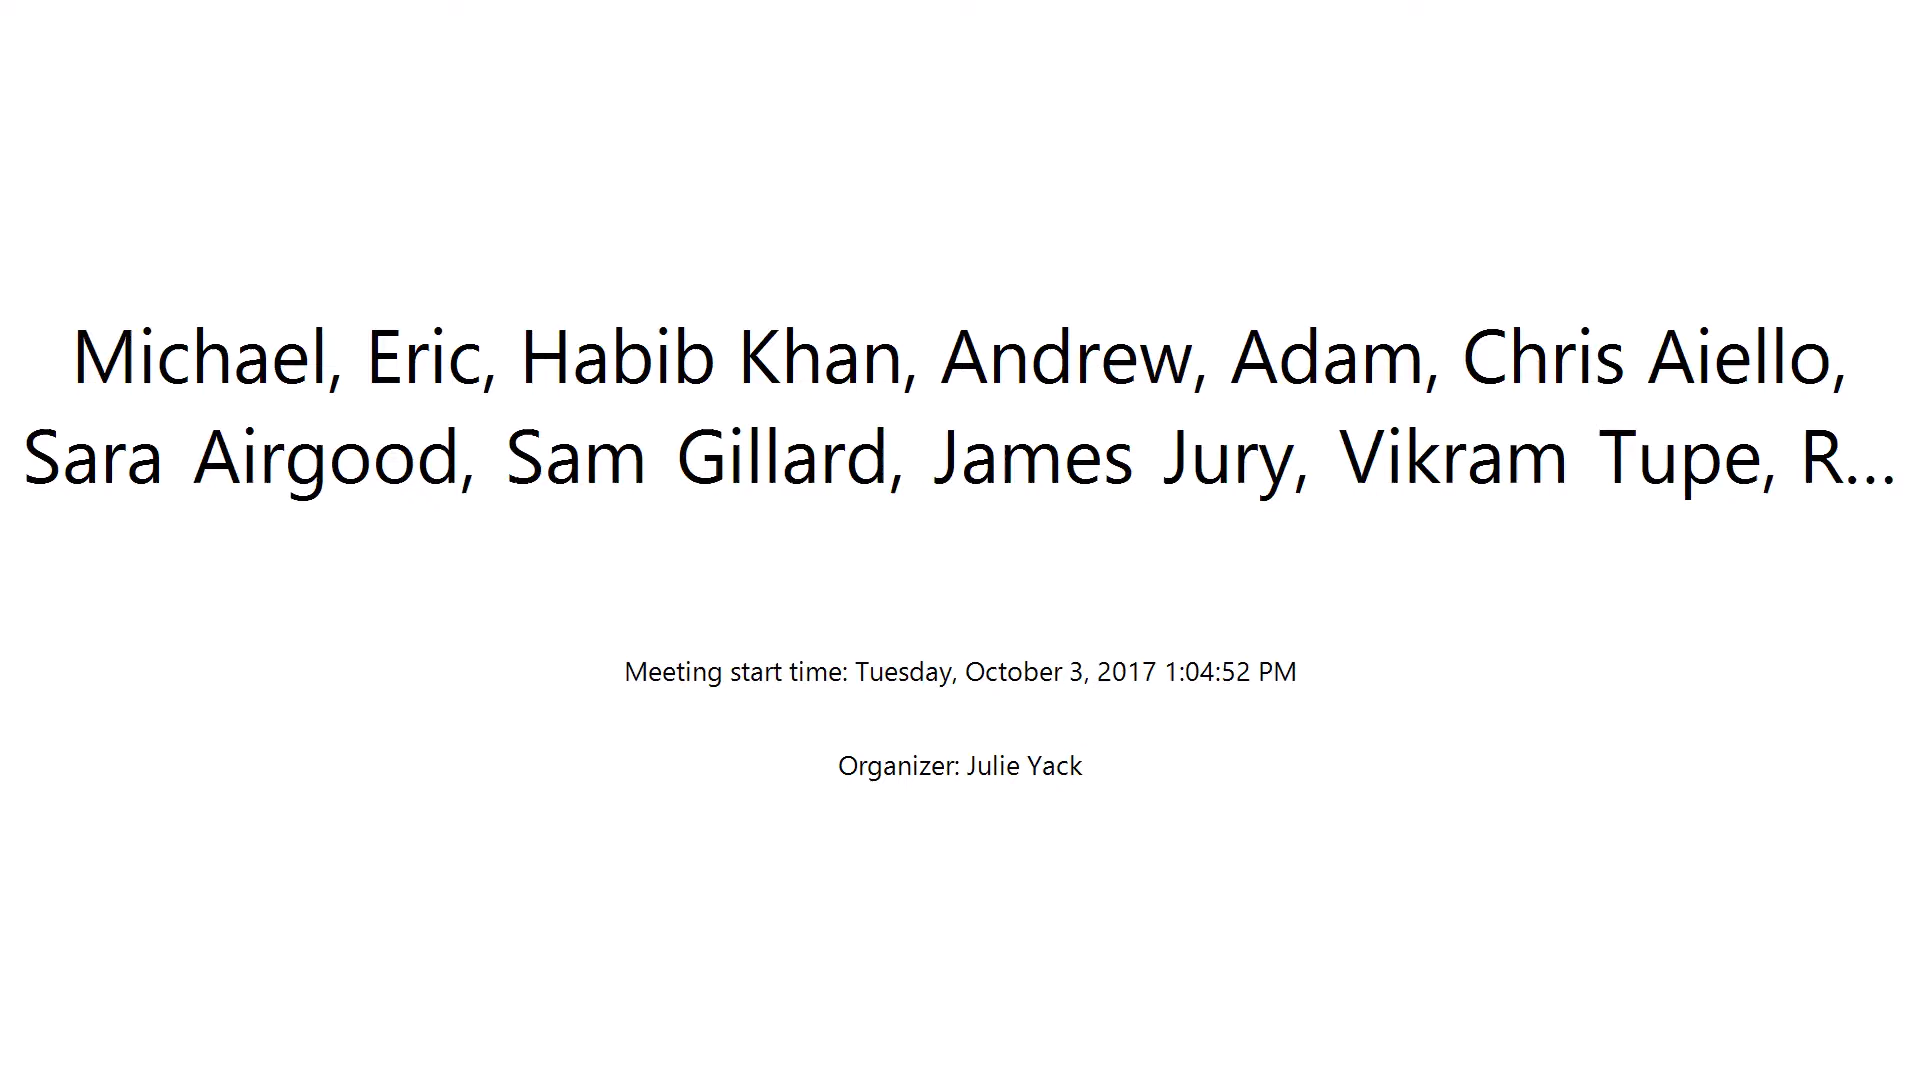 Michael, Eric, Habib Khan, Andrew, Adam, Chris Aiello,
Sara Airgood, Sam Gillard, James Jury, Vikram Tupe, R...
Meeting start time: Tuesday, October 3, 2017 1:04:52 PM
Organizer: Julie Yack